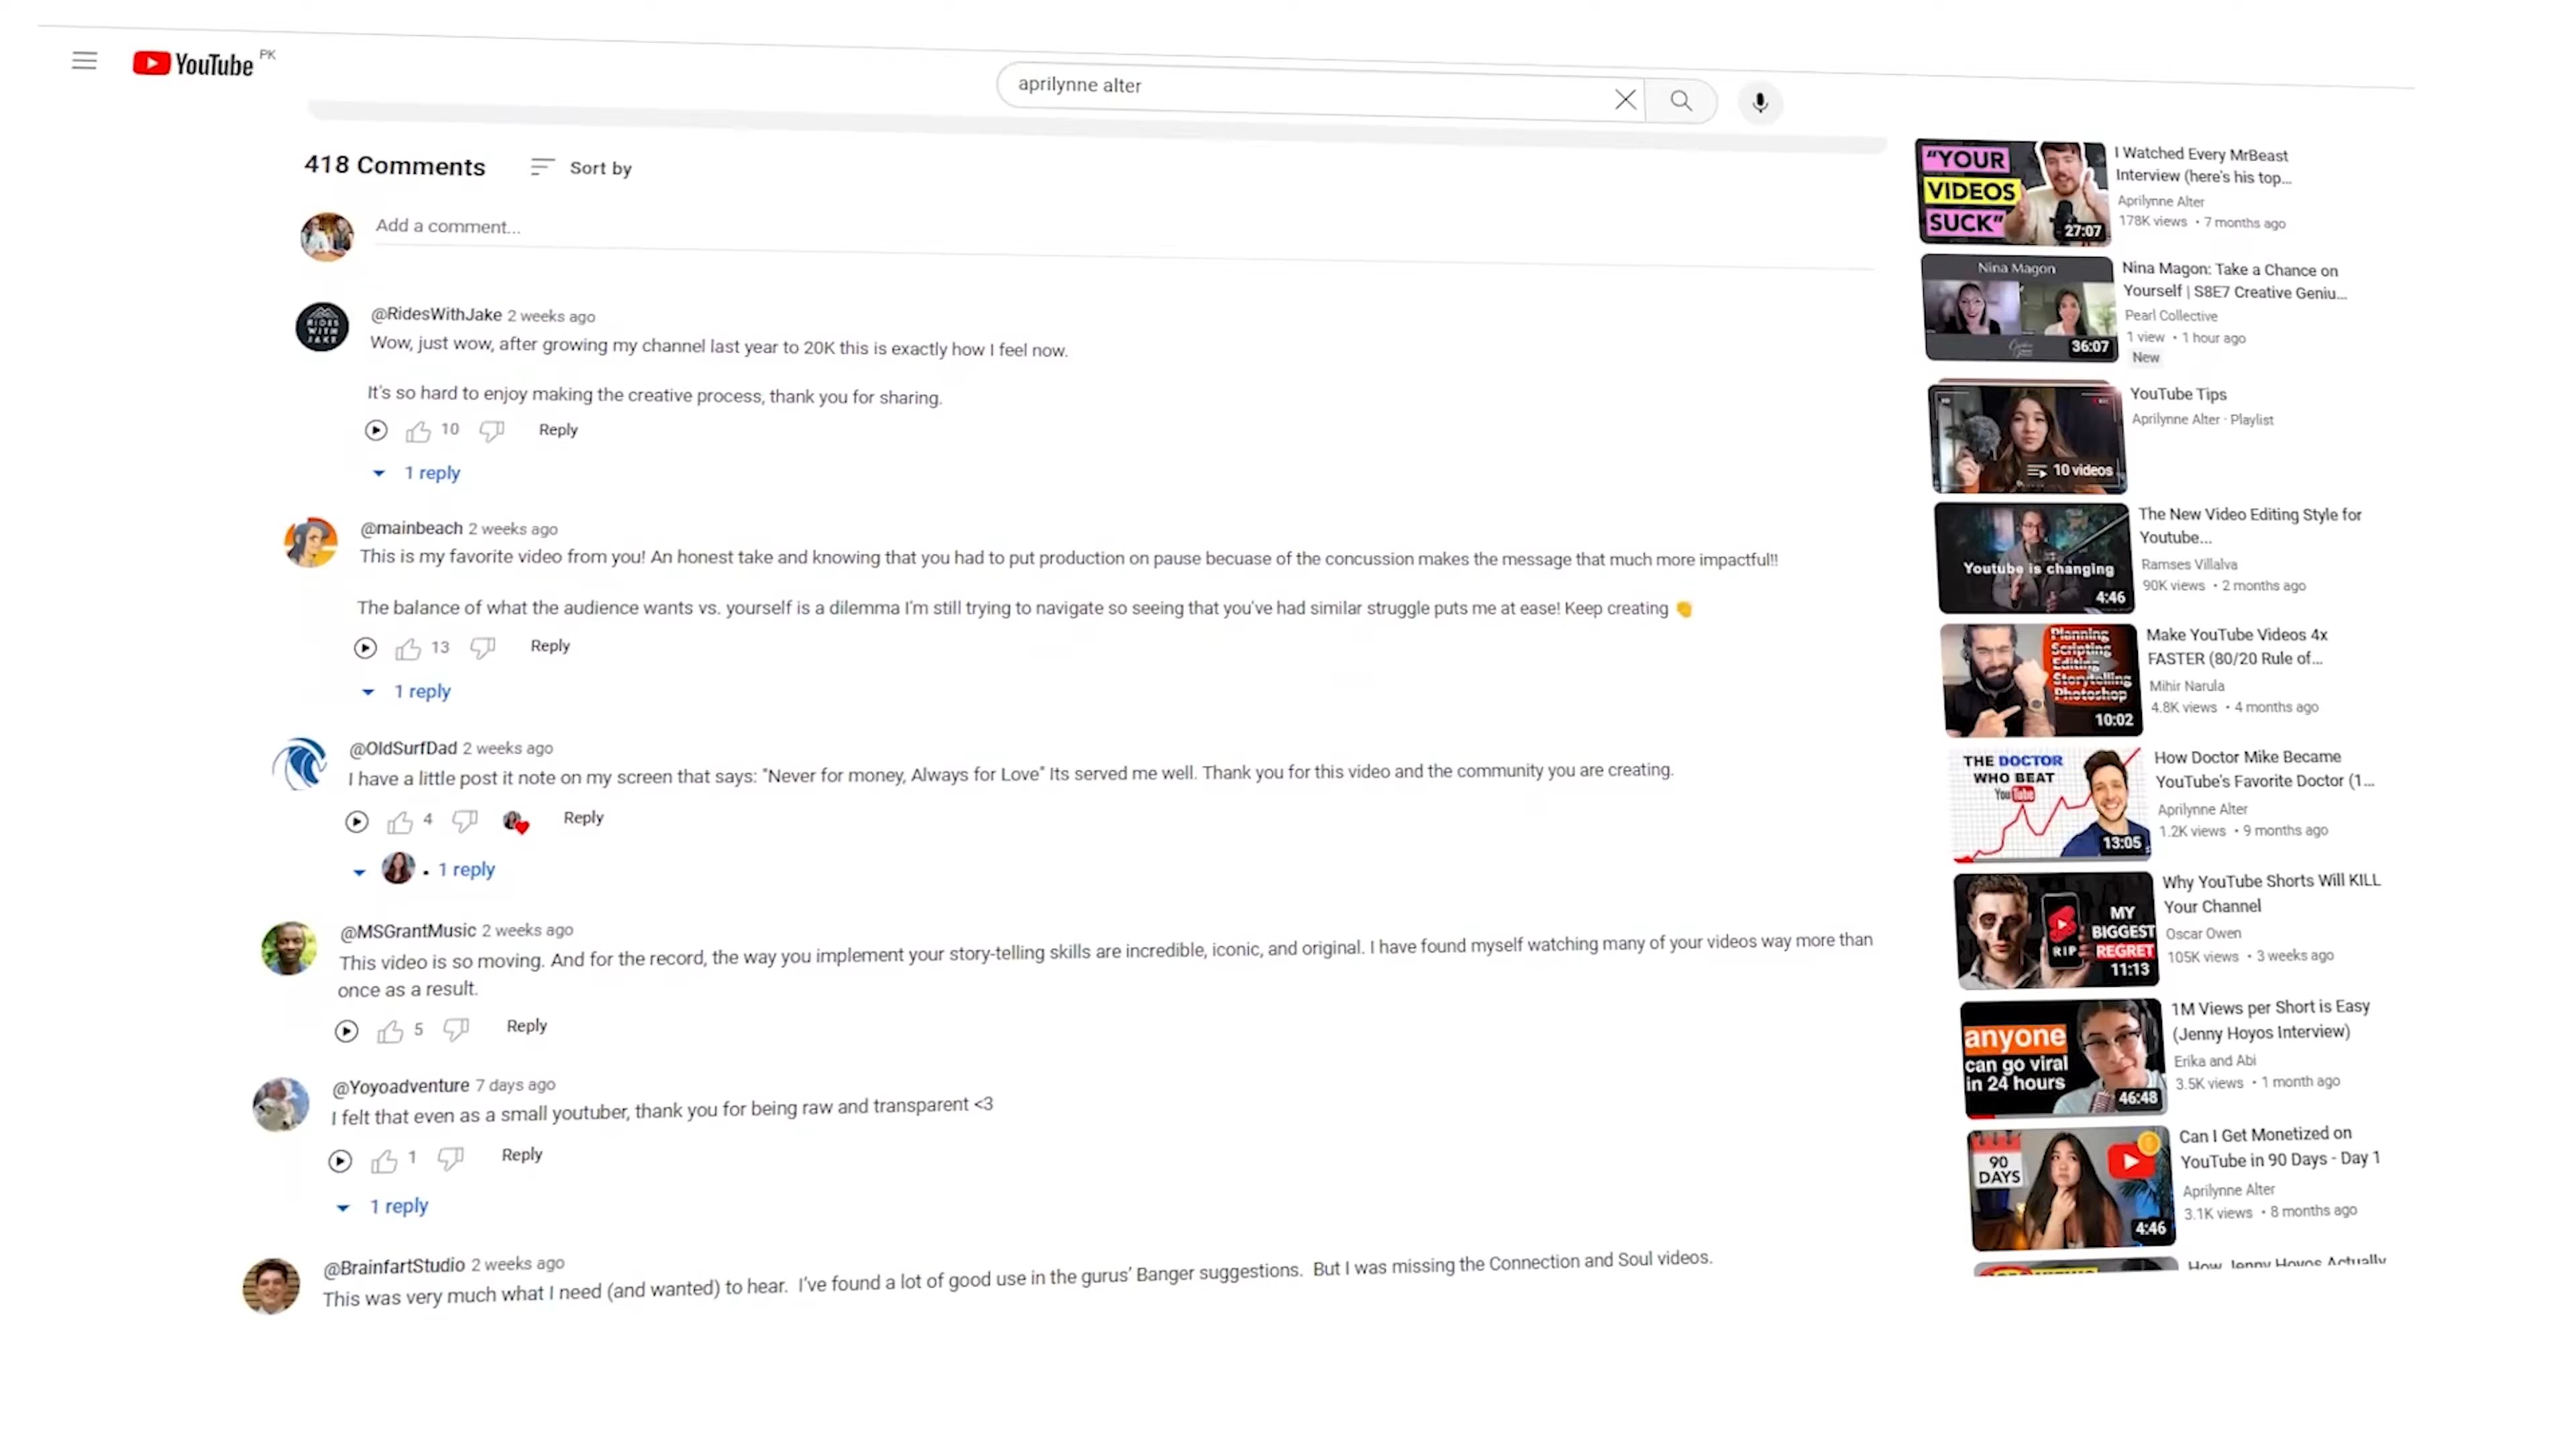 YouTube PK
aprilynne alter
418 Comments
Sort by
Add a comment...
RIDES
WITH
JAKE
@RidesWithJake 2 weeks ago
Wow, just wow, after growing my channel last year to 20K this is exactly how I feel now.
It's so hard to enjoy making the creative process, thank you for sharing.
10 Reply
1 reply
@mainbeach 2 weeks ago
This is my favorite video from you! An honest take and knowing that you had to put production on pause becuase of the concussion makes the message that much more impactful!!
The balance of what the audience wants vs. yourself is a dilemma I'm still trying to navigate so seeing that you've had similar struggle puts me at ease! Keep creating 👏
13 Reply
1 reply
@OldSurfDad 2 weeks ago
I have a little post it note on my screen that says: "Never for money, Always for Love" Its served me well. Thank you for this video and the community you are creating.
4 Reply
· 1 reply
@MSGrantMusic 2 weeks ago
This video is so moving. And for the record, the way you implement your story-telling skills are incredible, iconic, and original. I have found myself watching many of your videos way more than
once as a result.
5 Reply
@Yoyoadventure 7 days ago
I felt that even as a small youtuber, thank you for being raw and transparent <3
1 Reply
1 reply
@BrainfartStudio 2 weeks ago
This was very much what I need (and wanted) to hear. I've found a lot of good use in the gurus' Banger suggestions. But I was missing the Connection and Soul videos.
"YOUR
VIDEOS
SUCK"
27:07
I Watched Every MrBeast
Interview (here's his top...
Aprilynne Alter
178K views • 7 months ago
Nina Magon
36:07
Nina Magon: Take a Chance on
Yourself | S8E7 Creative Geniu...
Pearl Collective
1 view • 1 hour ago
New
10 videos
YouTube Tips
Aprilynne Alter · Playlist
Youtube is changing
4:46
The New Video Editing Style for
Youtube...
Ramses Villalva
90K views • 2 months ago
Planning
Scripting
Editing
Storytelling
Photoshop
10:02
Make YouTube Videos 4x
FASTER (80/20 Rule of...
Mihir Narula
4.8K views • 4 months ago
THE DOCTOR
WHO BEAT
YouTube
13:05
How Doctor Mike Became
YouTube's Favorite Doctor (1...
Aprilynne Alter
1.2K views • 9 months ago
RIP
MY
BIGGEST
REGRET
11:13
Why YouTube Shorts Will KILL
Your Channel
Oscar Owen
105K views • 3 weeks ago
anyone
can go viral
in 24 hours
46:48
1M Views per Short is Easy
(Jenny Hoyos Interview)
Erika and Abi
3.5K views • 1 month ago
90
DAYS
4:46
Can I Get Monetized on
YouTube in 90 Days - Day 1
Aprilynne Alter
3.1K views • 8 months ago
How Jenny Hoyos Actually